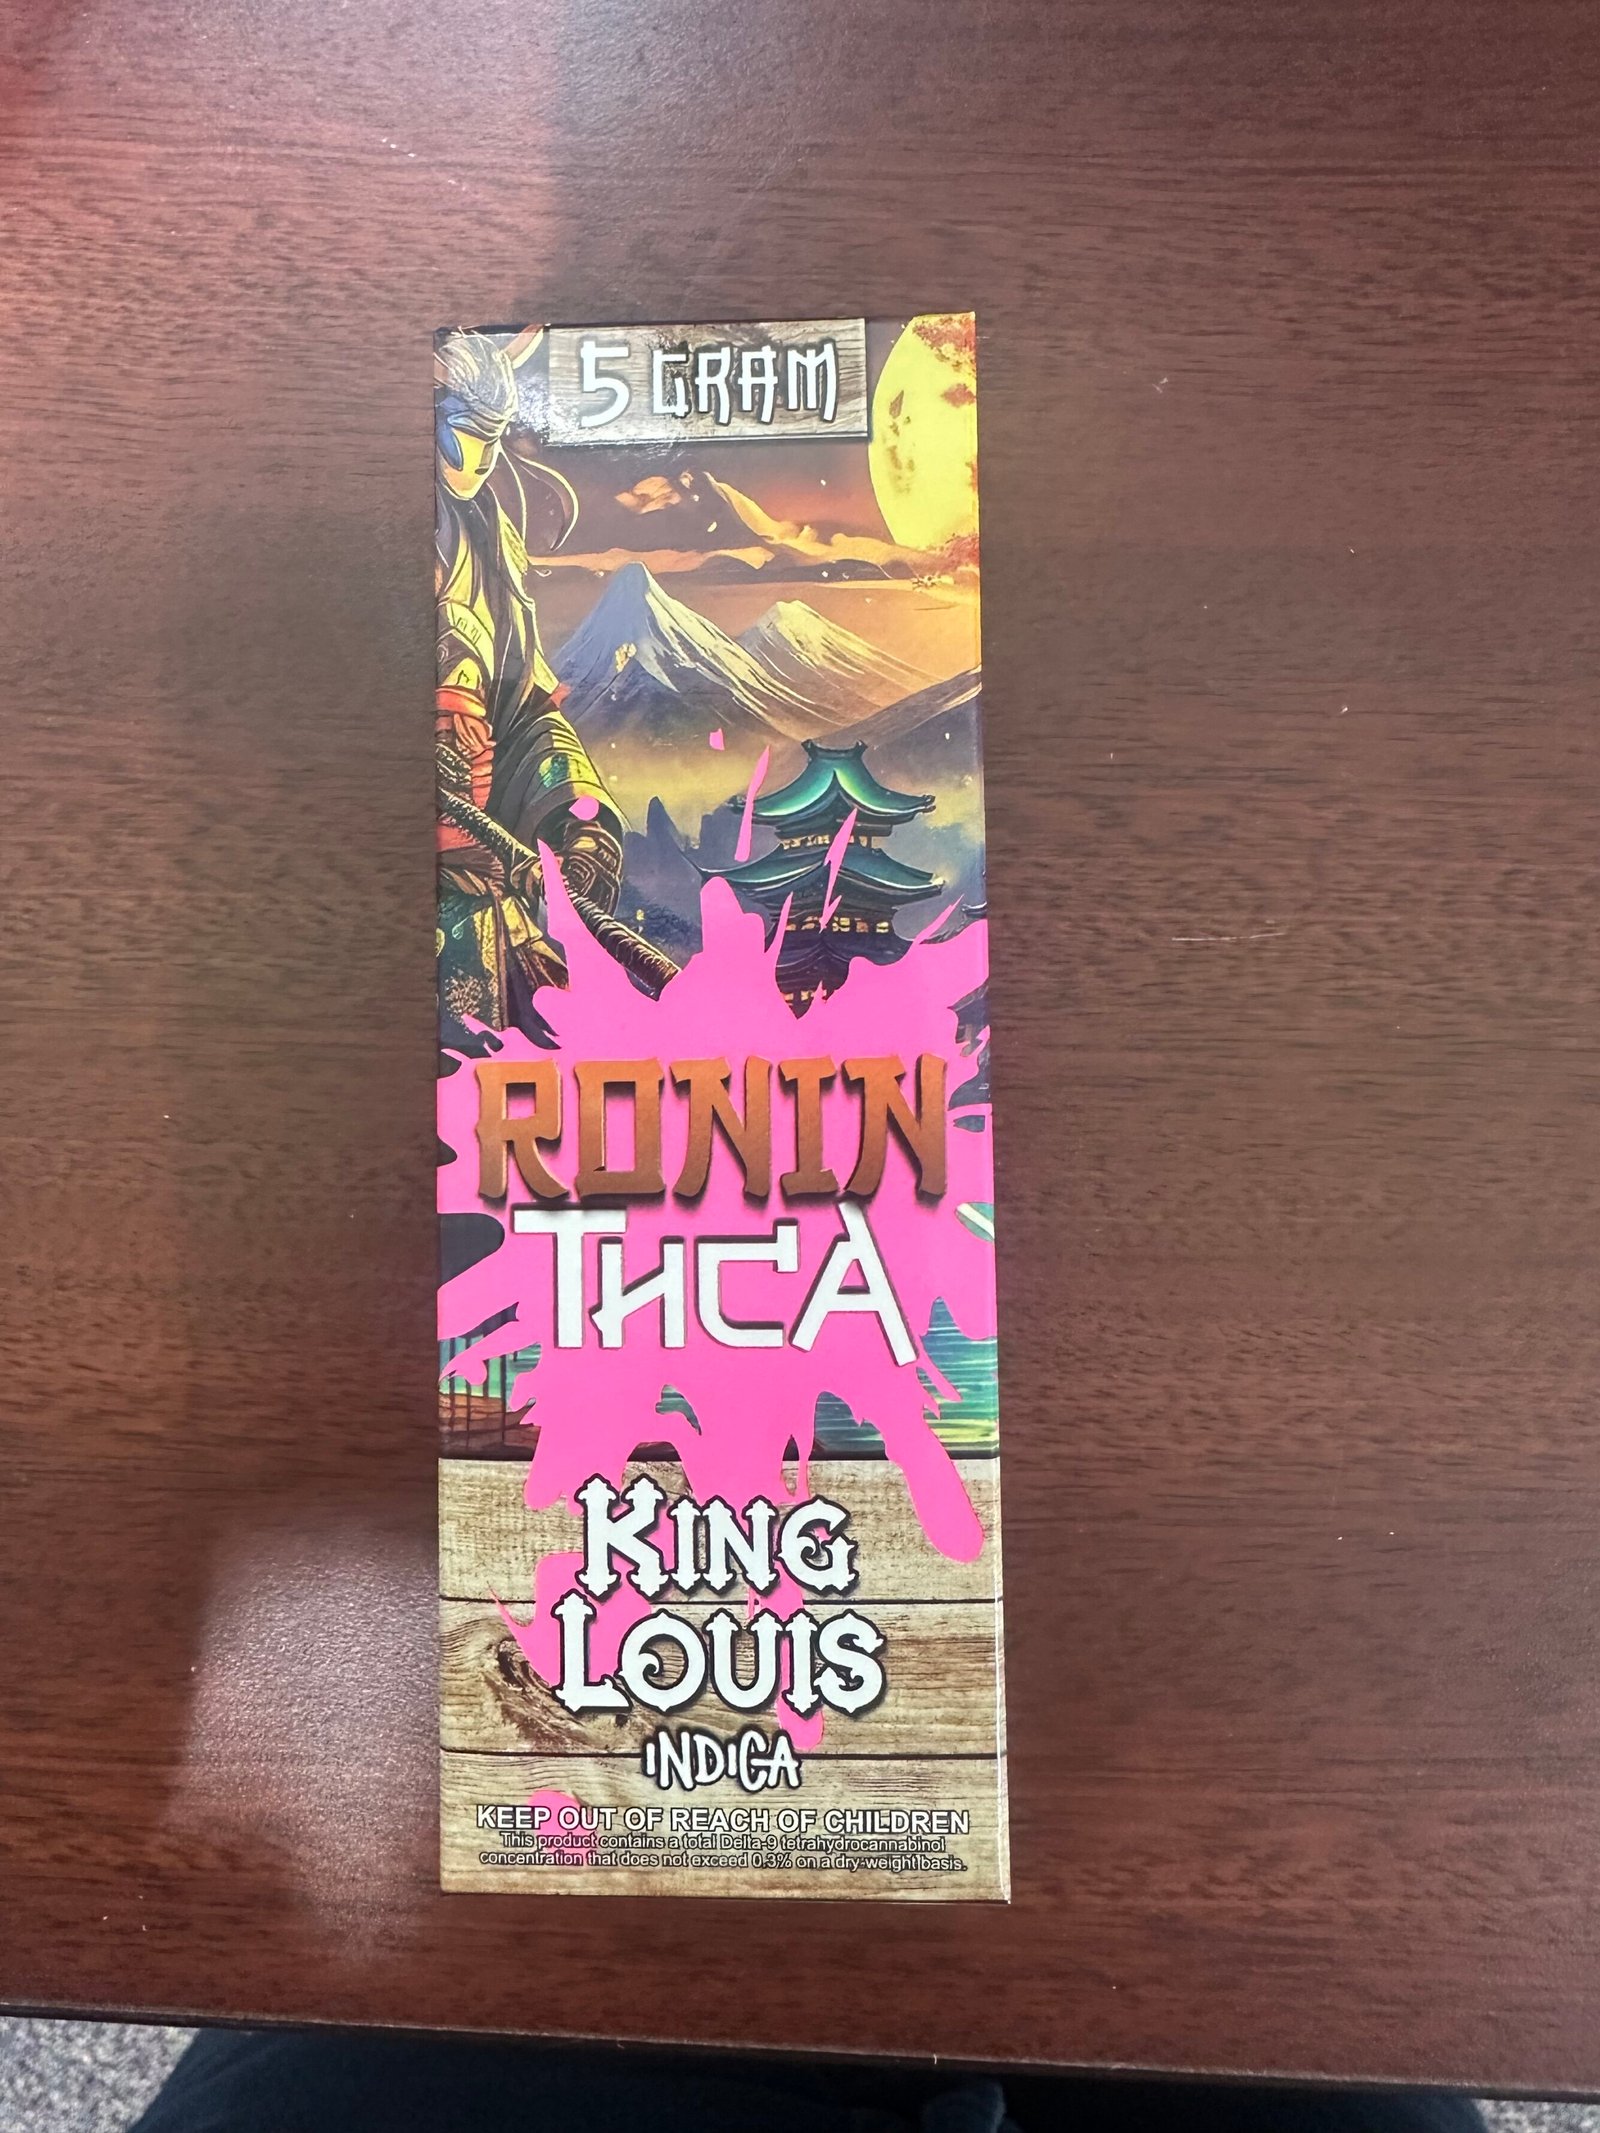 5 GRAM
RONIN
THCA
KING
LOUIS
INDICA
KEEP OUT OF REACH OF CHILDREN
This product contains a total Delta-9 tetrahydrocannabinol
concentration that does not exceed 0.3% on a dry-weight basis.